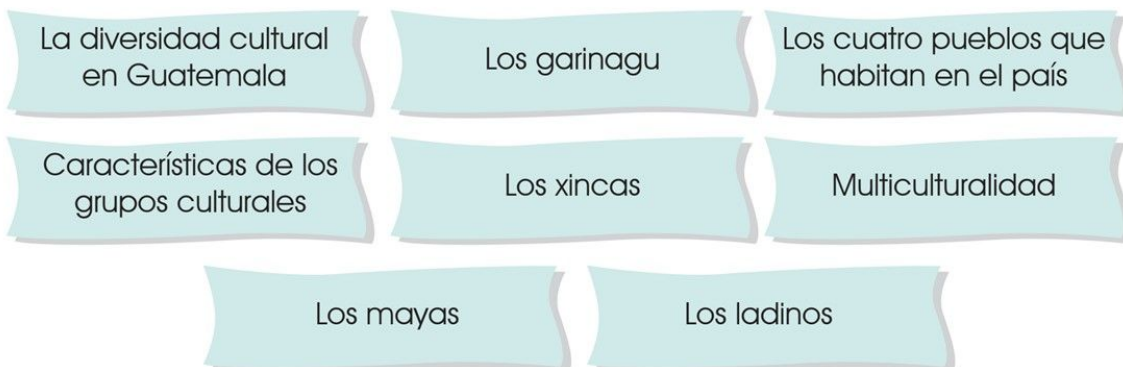 La diversidad cultural
en Guatemala
Los garinagu
Los cuatro pueblos que
habitan en el país
Características de los
grupos culturales
Los xincas
Multiculturalidad
Los mayas
Los ladinos